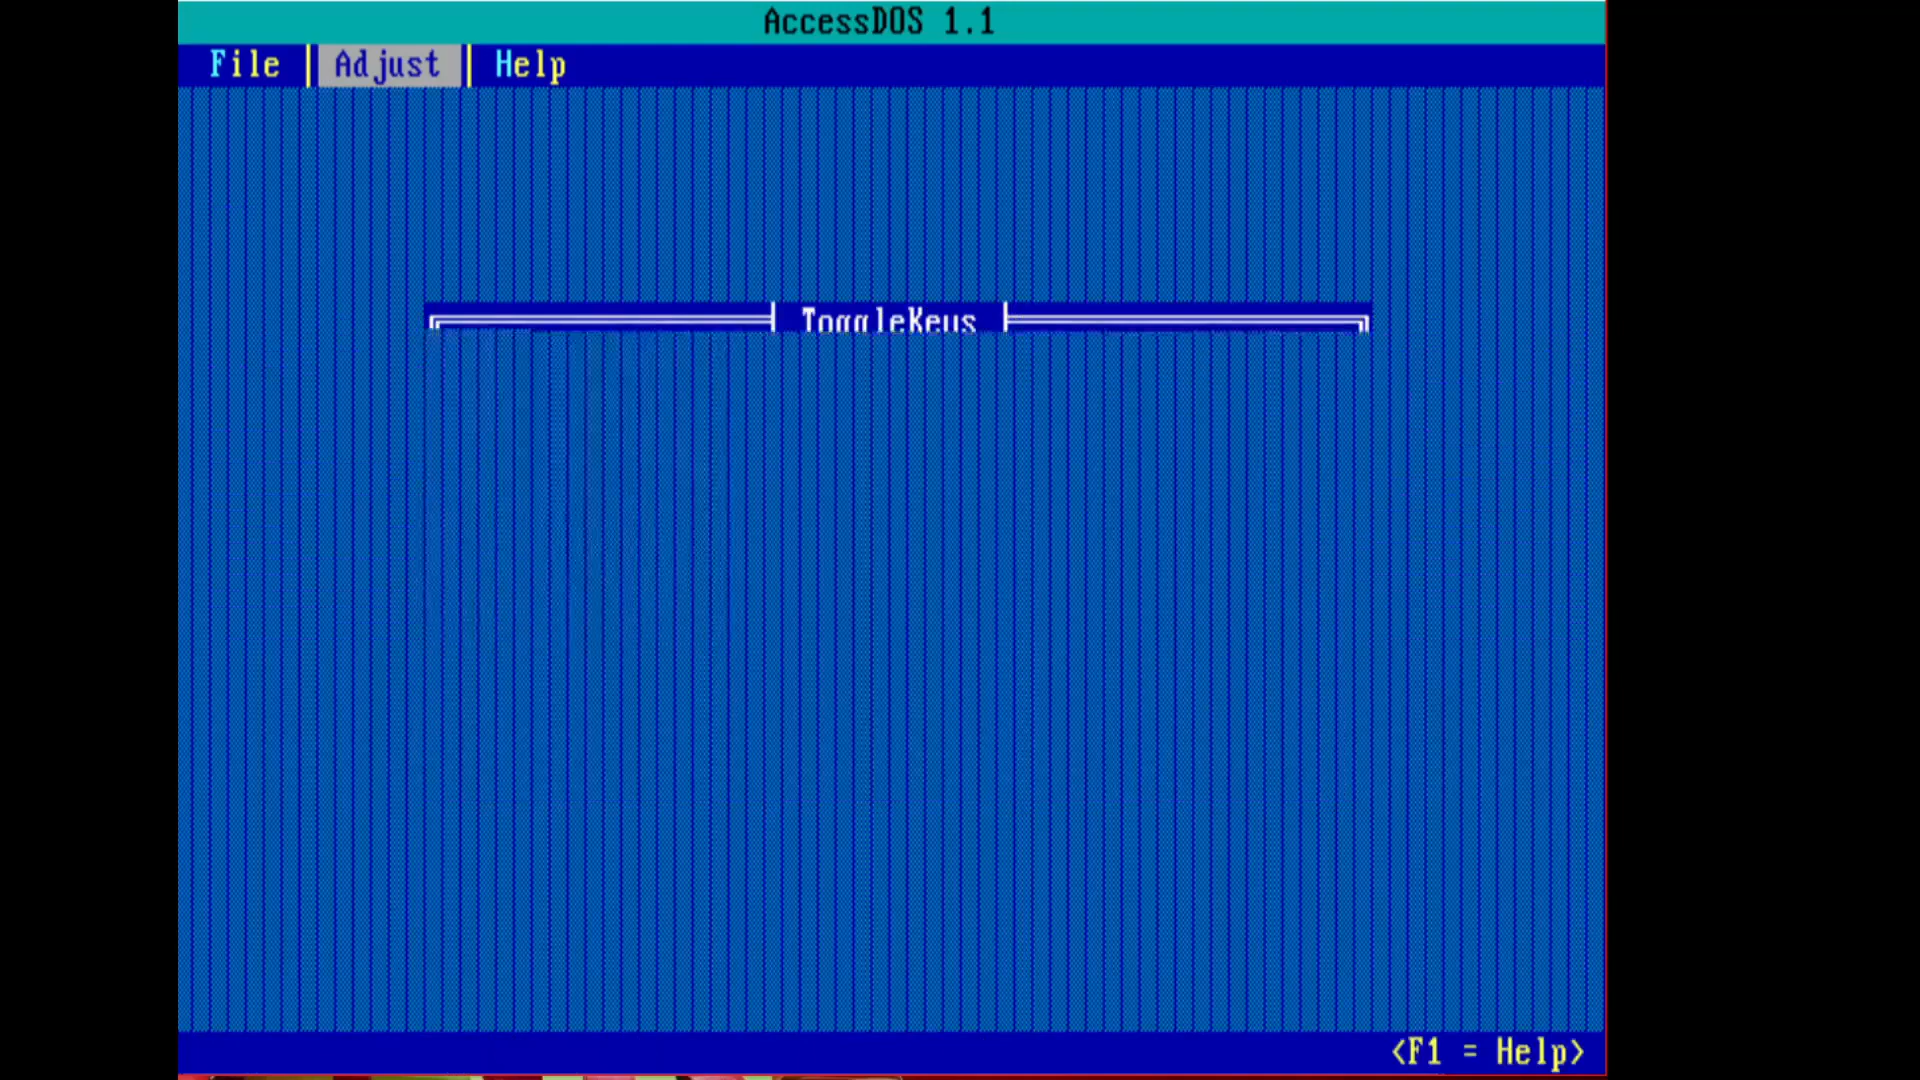 AccessDOS 1.1
File | Adjust | Help
ToggleKeys
<F1 = Help>